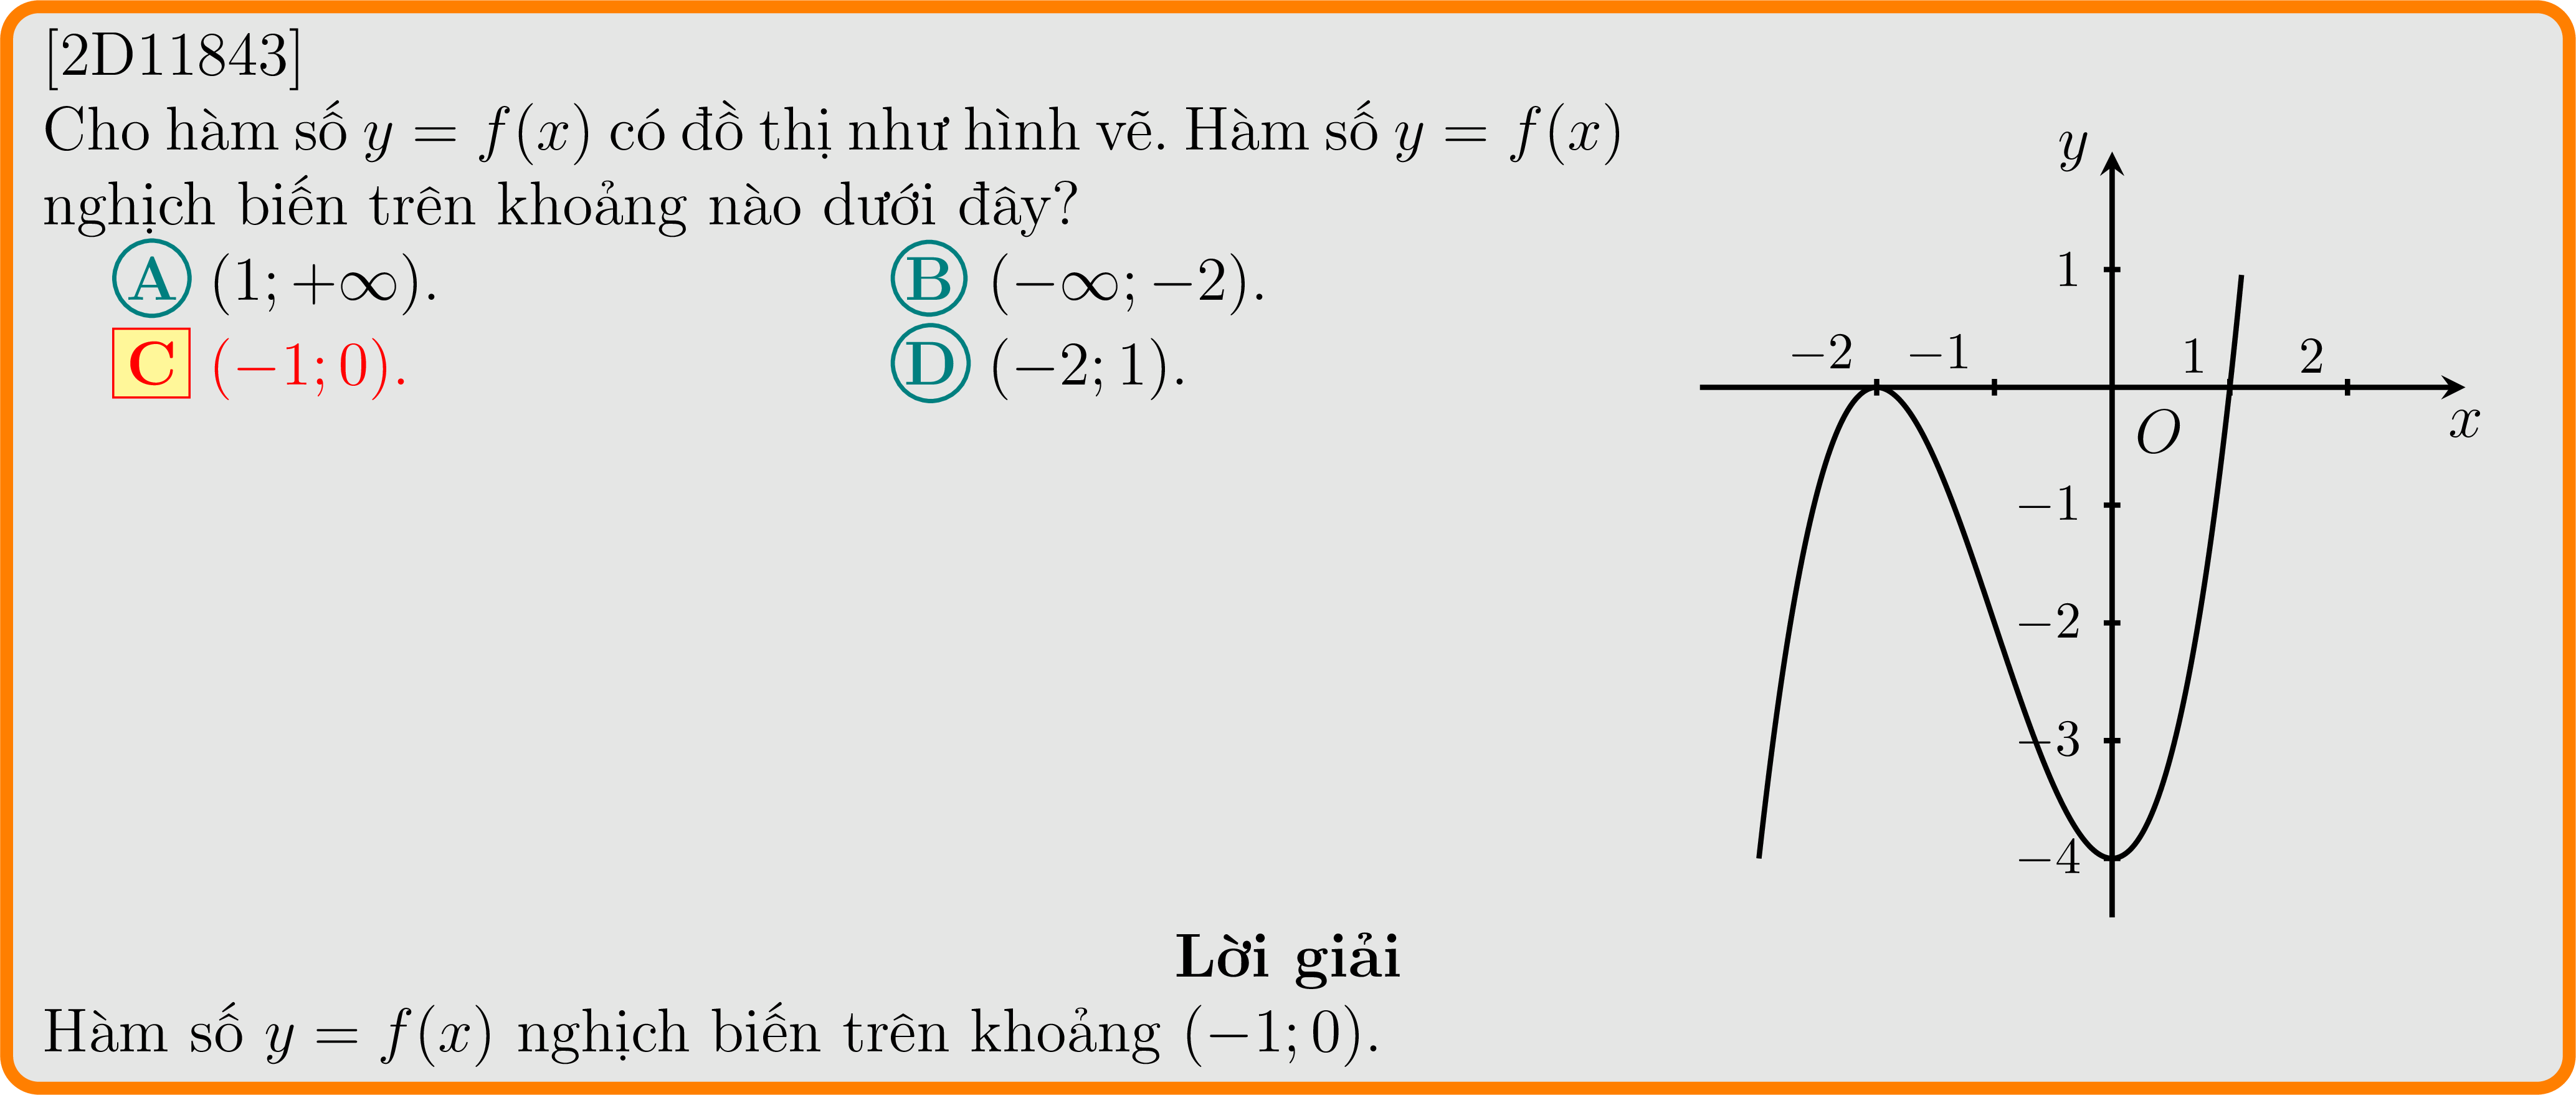 [2D11843]
Cho hàm số y = f(x) có đồ thị như hình vẽ. Hàm số y = f(x)
nghịch biến trên khoảng nào dưới đây?
A (1; +∞). B (−∞; −2).
C (−1; 0). D (−2; 1).
y
1
−2 −1 1 2
O x
−1
−2
−3
−4
Lời giải
Hàm số y = f(x) nghịch biến trên khoảng (−1; 0).